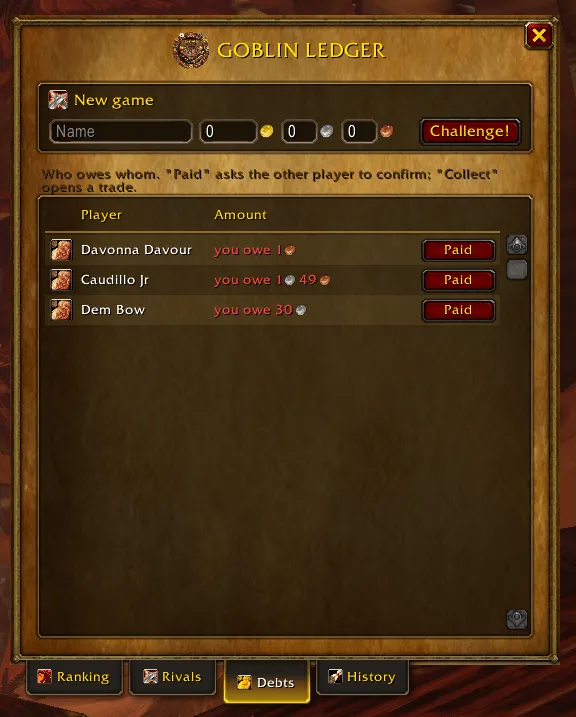 GOBLIN LEDGER
New game
Name 0 0 0 Challenge!
Who owes whom. "Paid" asks the other player to confirm; "Collect"
opens a trade.
Player Amount
Davonna Davour you owe 1 Paid
Caudillo Jr you owe 1 49 Paid
Dem Bow you owe 30 Paid
Ranking Rivals Debts History